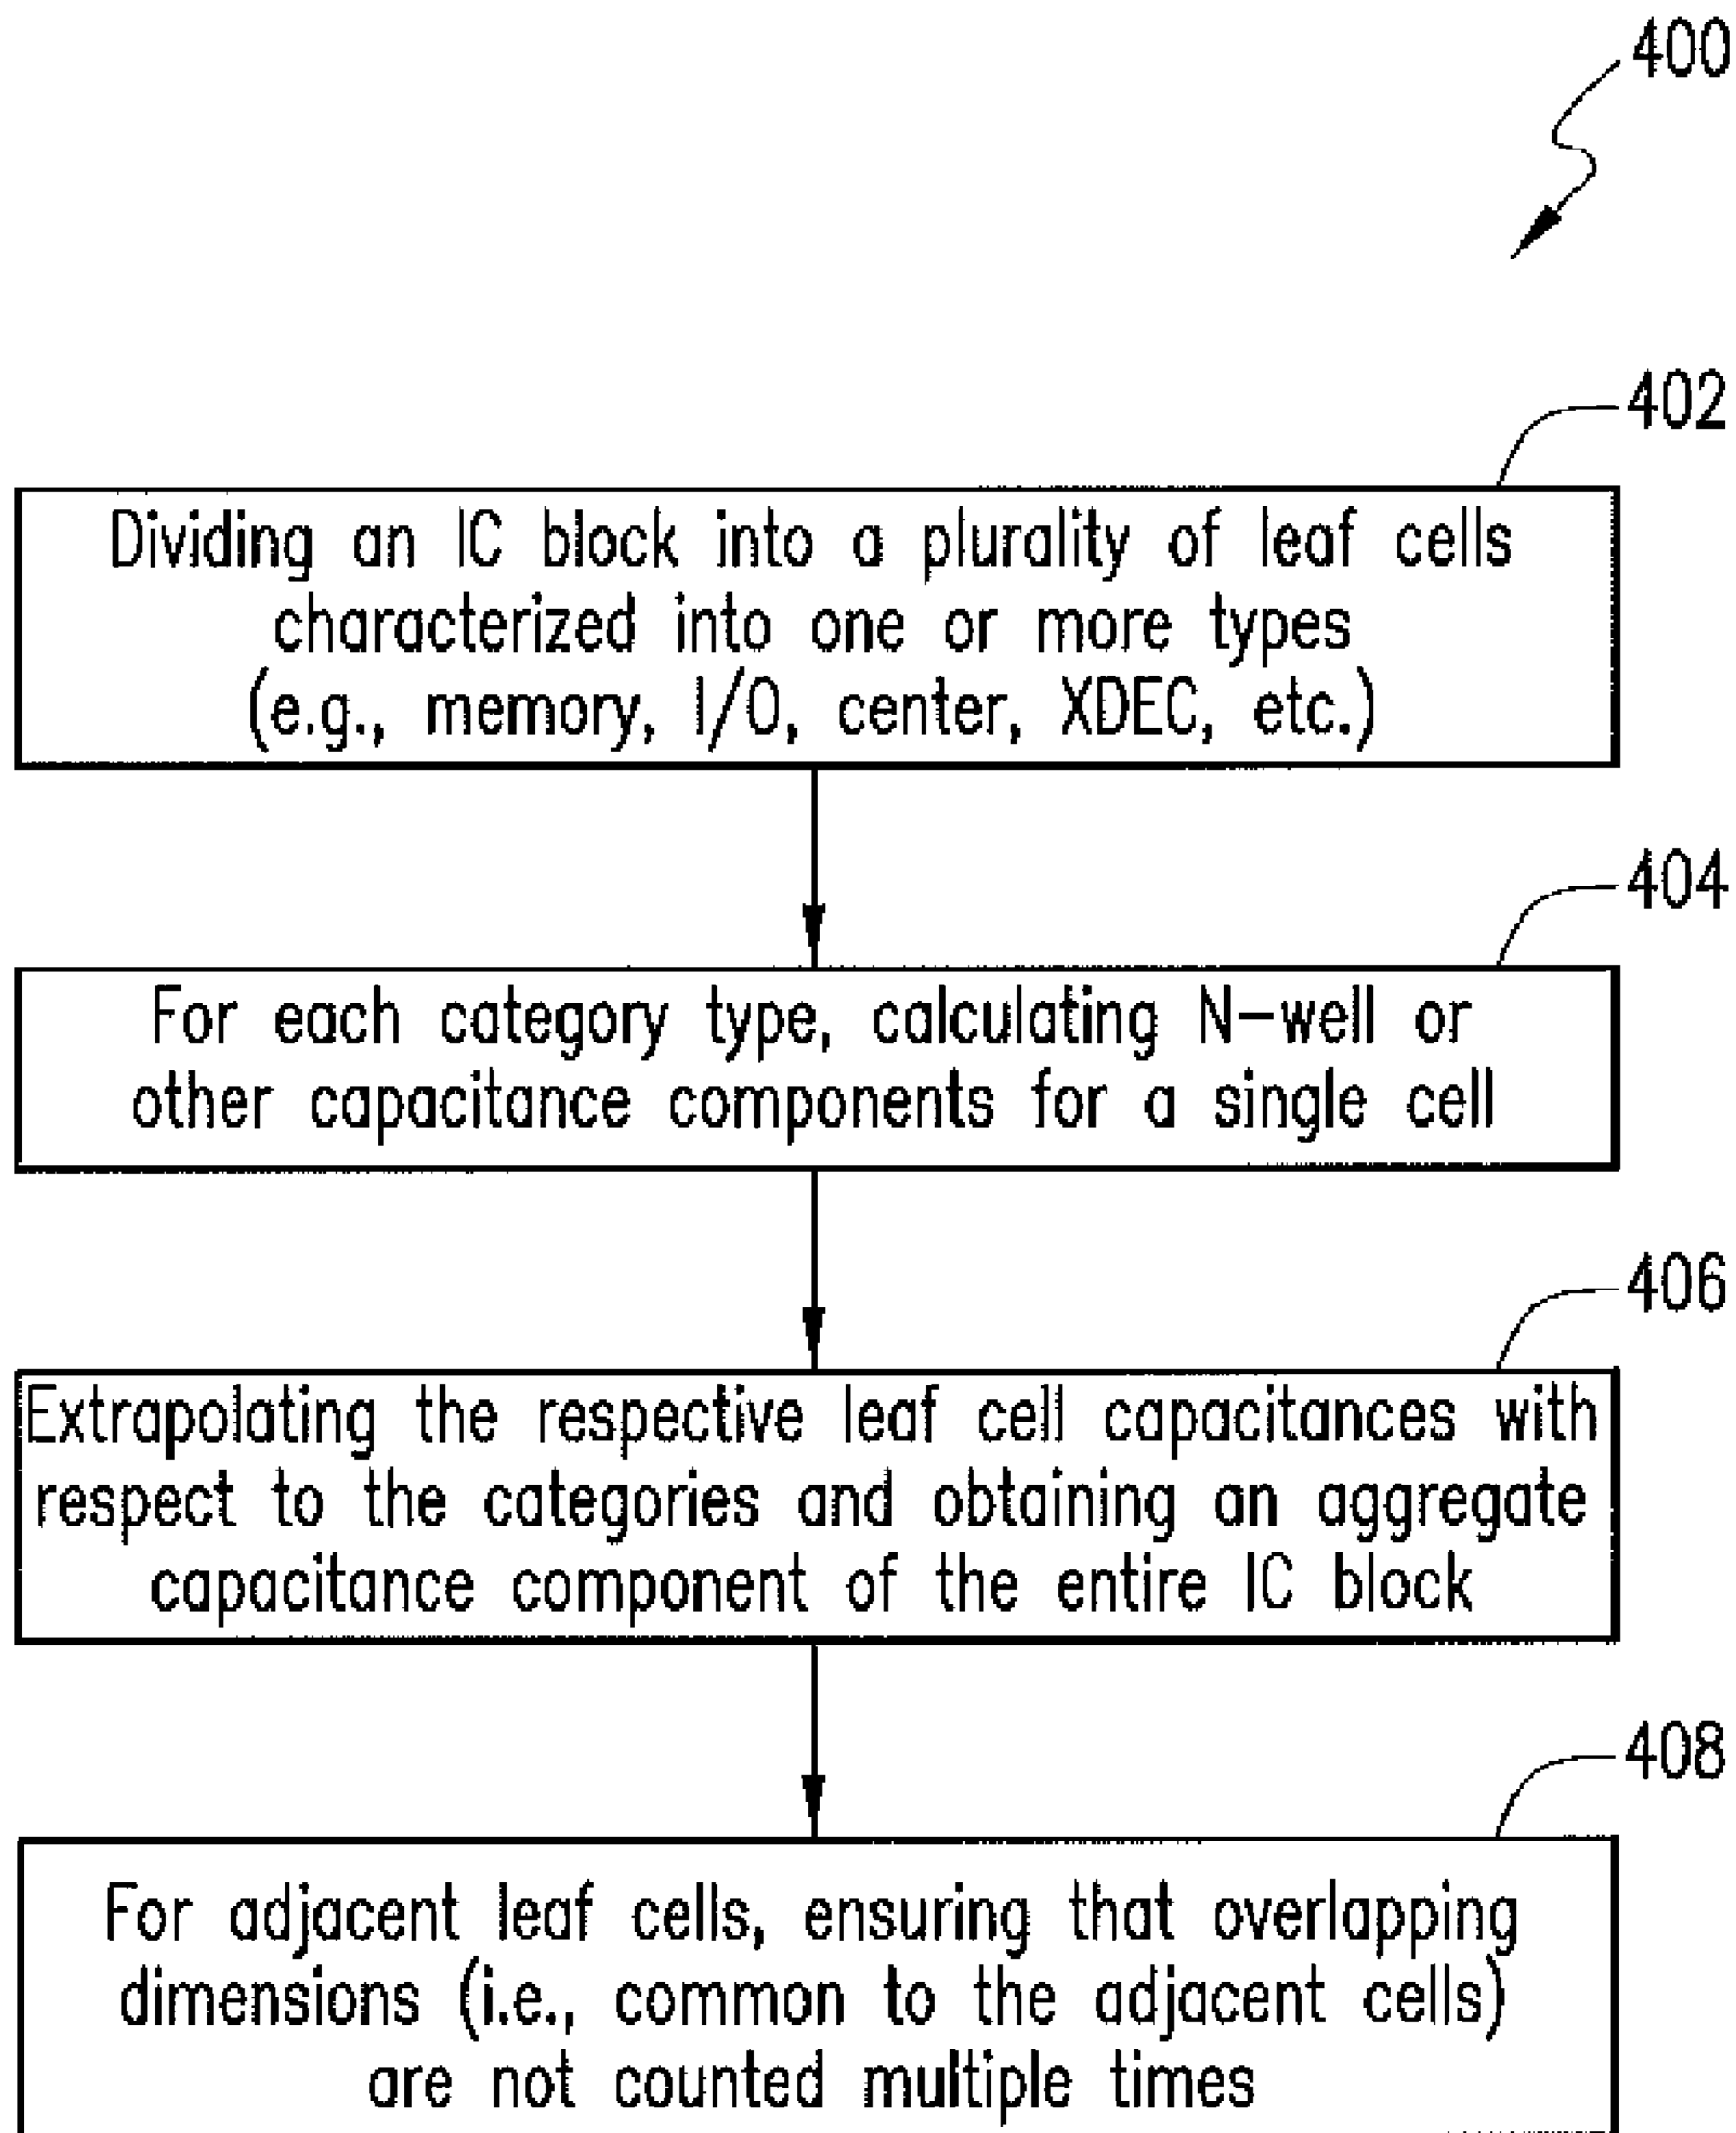 400
402
Dividing an IC block into a plurality of leaf cells
characterized into one or more types
(e.g., memory, I/O, center, XDEC, etc.)
404
For each category type, calculating N-well or
other capacitance components for a single cell
406
Extrapolating the respective leaf cell capacitances with
respect to the categories and obtaining an aggregate
capacitance component of the entire IC block
408
For adjacent leaf cells, ensuring that overlapping
dimensions (i.e., common to the adjacent cells)
are not counted multiple times